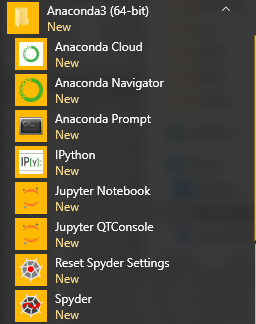 Anaconda3 (64-bit)
New
Anaconda Cloud
New
Anaconda Navigator
New
Anaconda Prompt
New
IP[y]:
IPython
New
Jupyter Notebook
New
Jupyter QTConsole
New
Reset Spyder Settings
New
Spyder
New